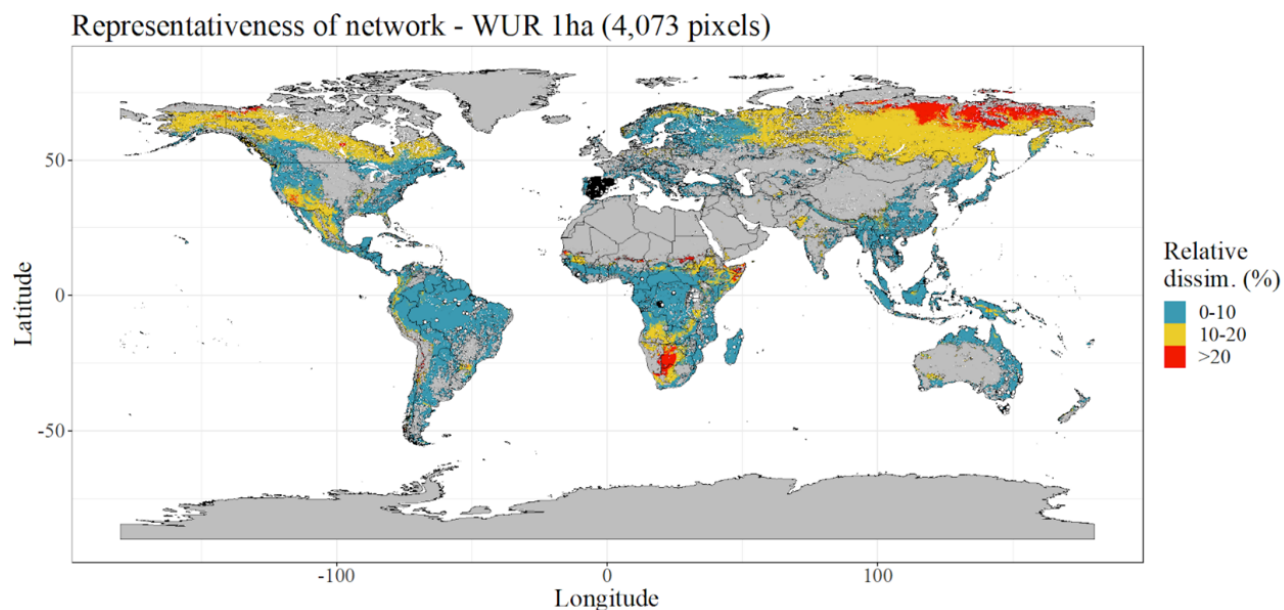 Representativeness of network - WUR 1ha (4,073 pixels)
Latitude
50
0
-50
-100
0
100
Longitude
Relative
dissim. (%)
0-10
10-20
>20